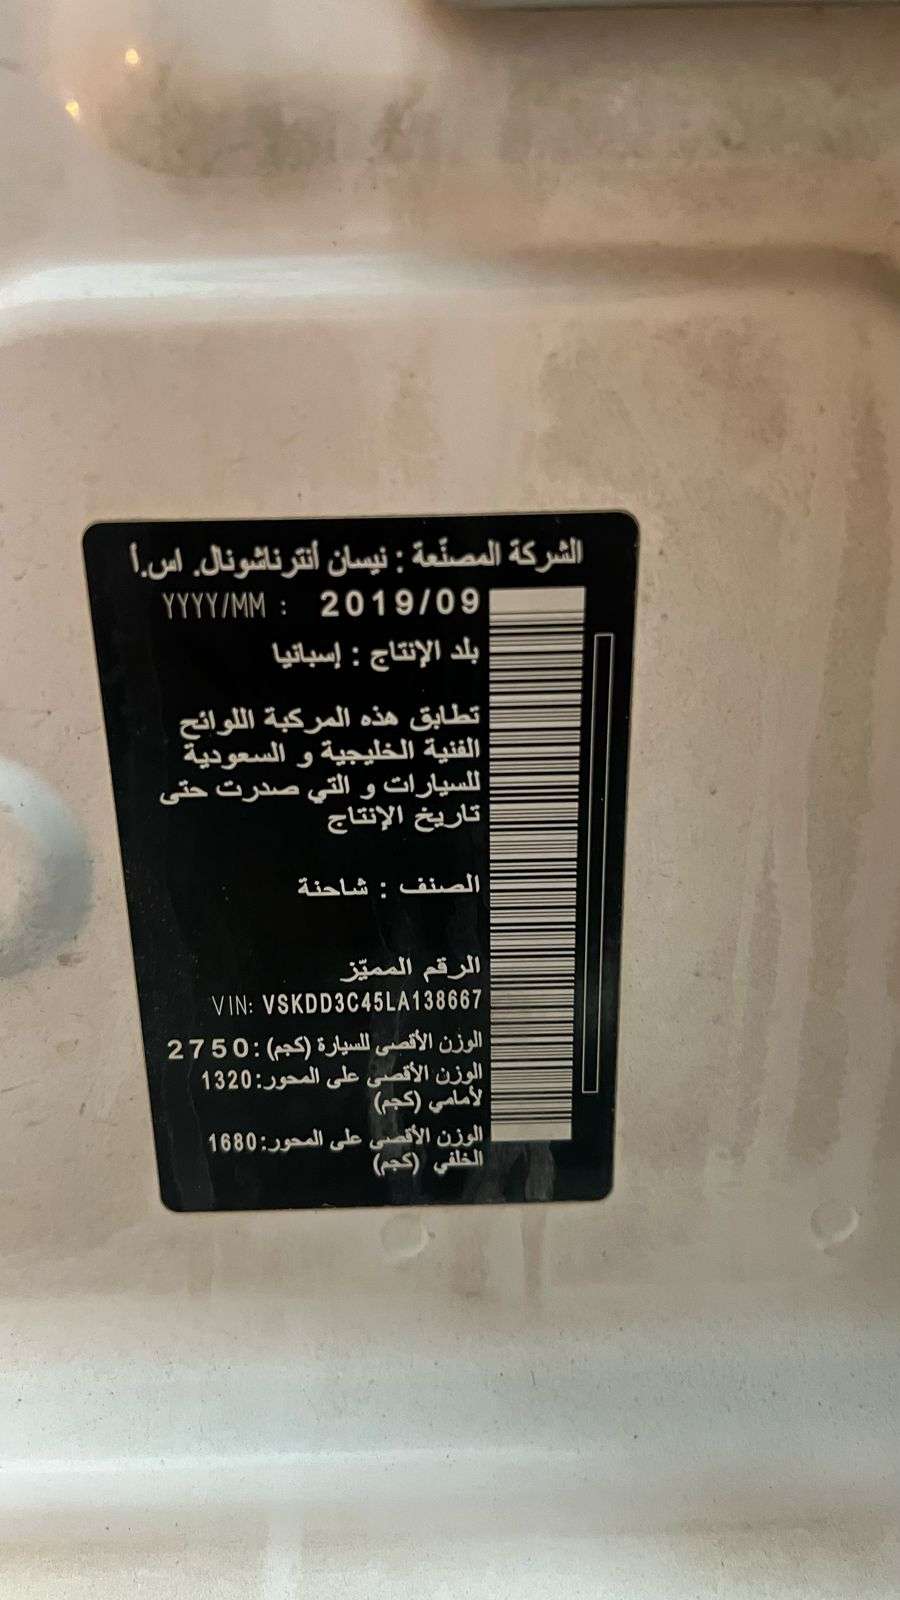 الشركة المصنّعة : نيسان أنترناشونال. اس.أ
YYYY/MM : 2019/09
بلد الإنتاج : إسبانيا
تطابق هذه المركبة اللوائح
الفنية الخليجية و السعودية
للسيارات و التي صدرت حتى
تاريخ الإنتاج
الصنف : شاحنة
الرقم المميّز
VIN: VSKDD3C45LA138667
الوزن الأقصى للسيارة (كجم): 2750
الوزن الأقصى على المحور: 1320
لأمامي (كجم)
الوزن الأقصى على المحور: 1680
الخلفي (كجم)